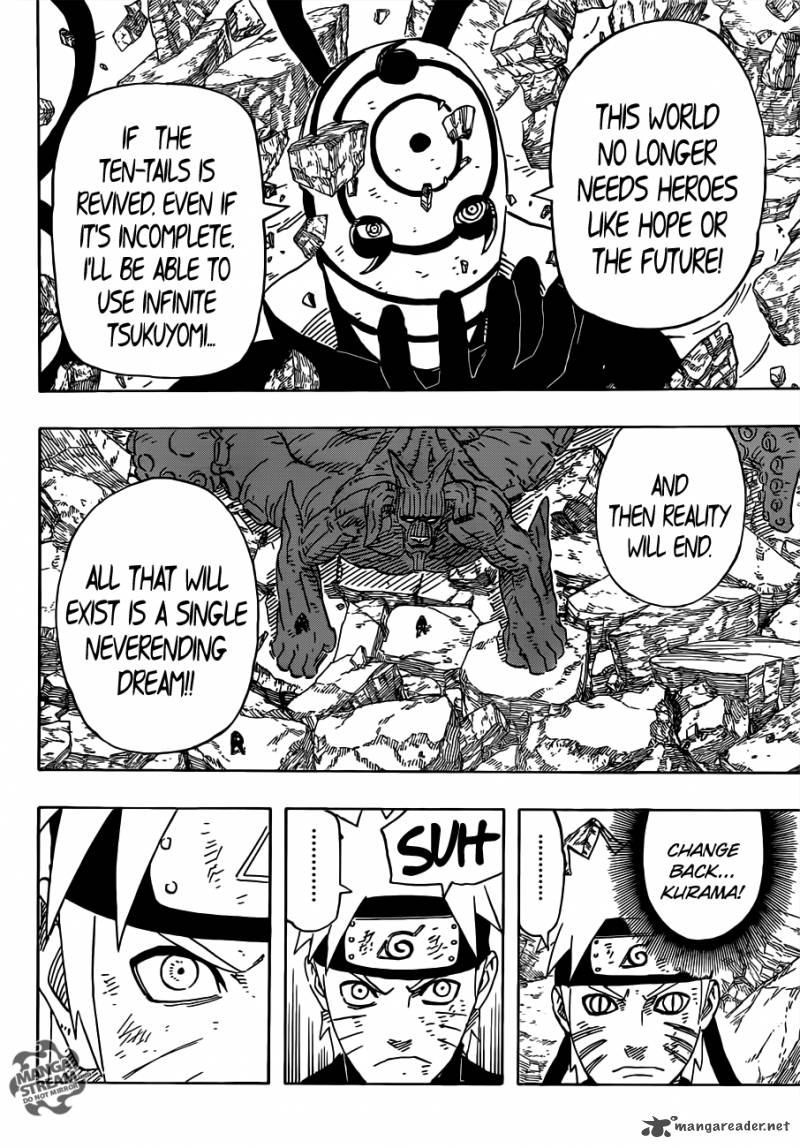 THIS WORLD
NO LONGER
NEEDS HEROES
LIKE HOPE OR
THE FUTURE!
IF THE
TEN-TAILS IS
REVIVED, EVEN IF
IT'S INCOMPLETE,
I'LL BE ABLE TO
USE INFINITE
TSUKUYOMI...
AND
THEN REALITY
WILL END.
ALL THAT WILL
EXIST IS A SINGLE
NEVERENDING
DREAM!!
CHANGE
BACK...
KURAMA!
.........
SUH
.........
.........
MANGA
STREAM
DO NOT MIRROR
mangareader.net